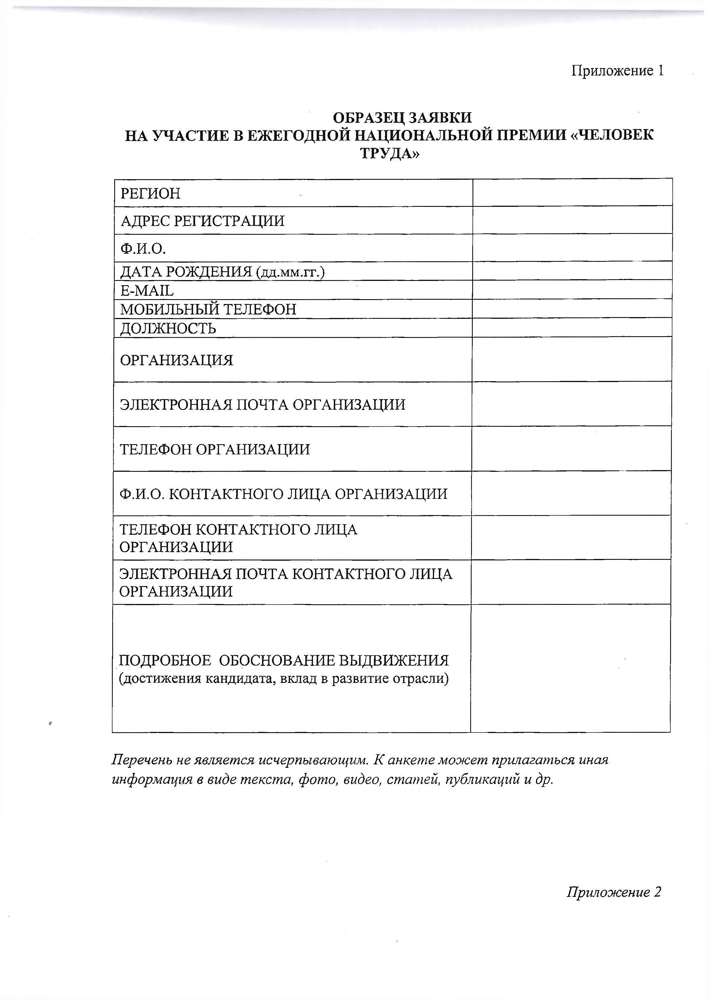 Приложение 1
ОБРАЗЕЦ ЗАЯВКИ
НА УЧАСТИЕ В ЕЖЕГОДНОЙ НАЦИОНАЛЬНОЙ ПРЕМИИ «ЧЕЛОВЕК
ТРУДА»
РЕГИОН
АДРЕС РЕГИСТРАЦИИ
Ф.И.О.
ДАТА РОЖДЕНИЯ (дд.мм.гг.)
E-MAIL
МОБИЛЬНЫЙ ТЕЛЕФОН
ДОЛЖНОСТЬ
ОРГАНИЗАЦИЯ
ЭЛЕКТРОННАЯ ПОЧТА ОРГАНИЗАЦИИ
ТЕЛЕФОН ОРГАНИЗАЦИИ
Ф.И.О. КОНТАКТНОГО ЛИЦА ОРГАНИЗАЦИИ
ТЕЛЕФОН КОНТАКТНОГО ЛИЦА
ОРГАНИЗАЦИИ
ЭЛЕКТРОННАЯ ПОЧТА КОНТАКТНОГО ЛИЦА
ОРГАНИЗАЦИИ
ПОДРОБНОЕ ОБОСНОВАНИЕ ВЫДВИЖЕНИЯ
(достижения кандидата, вклад в развитие отрасли)
Перечень не является исчерпывающим. К анкете может прилагаться иная
информация в виде текста, фото, видео, статей, публикаций и др.
Приложение 2